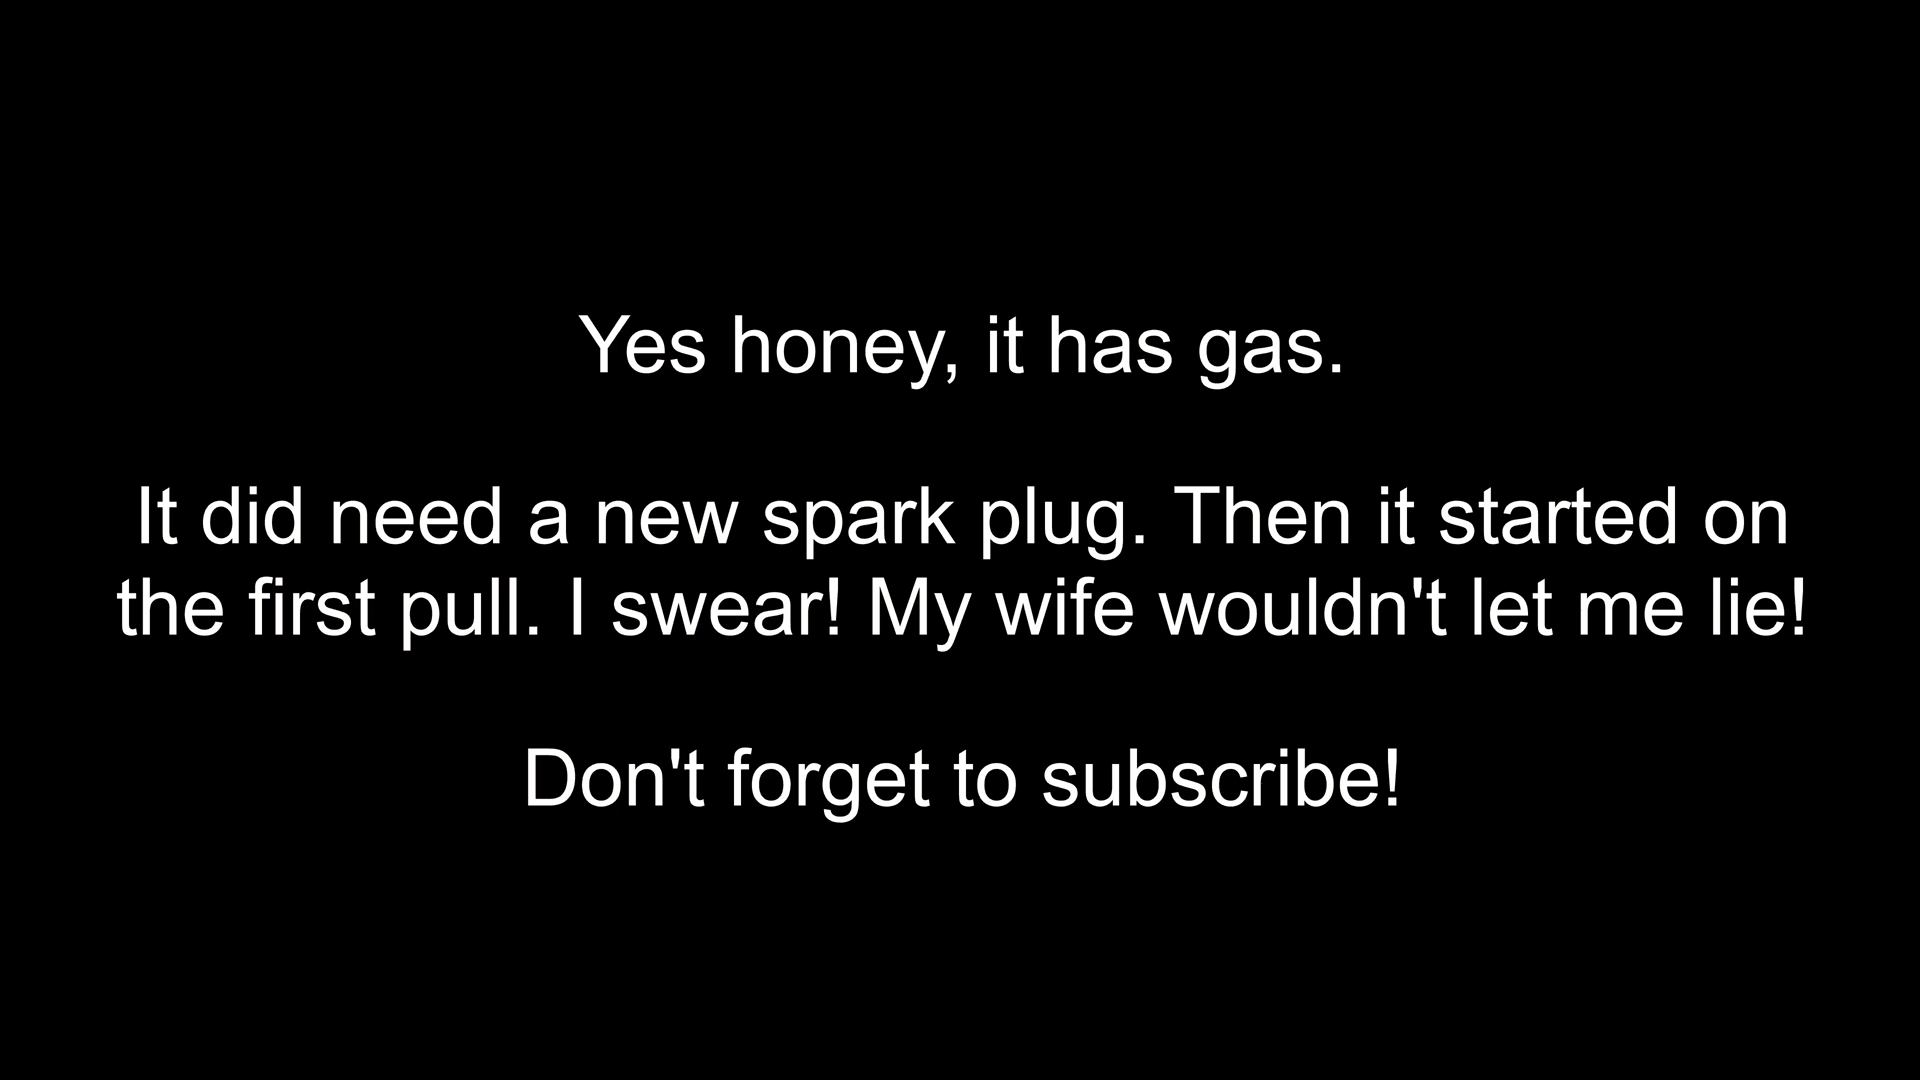 Yes honey, it has gas.
It did need a new spark plug. Then it started on
the first pull. I swear! My wife wouldn't let me lie!
Don't forget to subscribe!